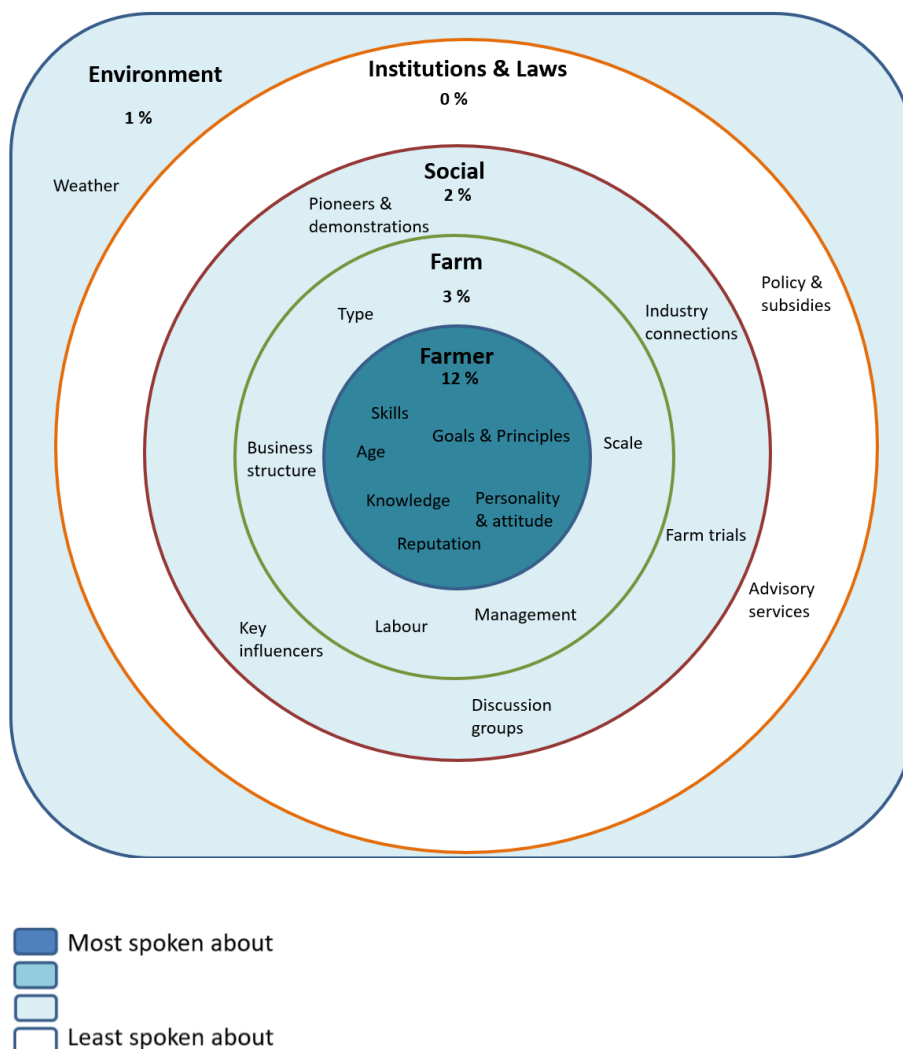 Environment
1 %
Weather
Institutions & Laws
0 %
Social
2 %
Pioneers &
demonstrations
Farm
3 %
Type
Industry
connections
Policy &
subsidies
Farmer
12 %
Skills
Goals & Principles
Age
Knowledge
Personality
& attitude
Reputation
Business
structure
Scale
Farm trials
Advisory
services
Key
influencers
Labour
Management
Discussion
groups
Most spoken about
Least spoken about